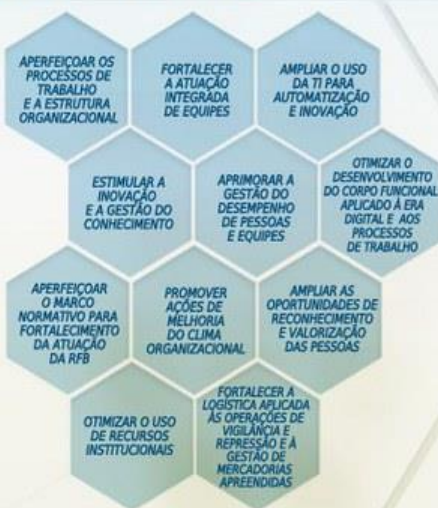 APERFEIÇOAR OS
PROCESSOS DE
TRABALHO
E A ESTRUTURA
ORGANIZACIONAL
FORTALECER
A ATUAÇÃO
INTEGRADA
DE EQUIPES
AMPLIAR O USO
DA TI PARA
AUTOMATIZAÇÃO
E INOVAÇÃO
ESTIMULAR A
INOVAÇÃO
E A GESTÃO DO
CONHECIMENTO
APRIMORAR A
GESTÃO DO
DESEMPENHO
DE PESSOAS
E EQUIPES
OTIMIZAR O
DESENVOLVIMENTO
DO CORPO FUNCIONAL
APLICADO À ERA
DIGITAL E AOS
PROCESSOS
DE TRABALHO
APERFEIÇOAR
O MARCO
NORMATIVO PARA
FORTALECIMENTO
DA ATUAÇÃO
DA RFB
PROMOVER
AÇÕES DE
MELHORIA
DO CLIMA
ORGANIZACIONAL
AMPLIAR AS
OPORTUNIDADES DE
RECONHECIMENTO
E VALORIZAÇÃO
DAS PESSOAS
OTIMIZAR O USO
DE RECURSOS
INSTITUCIONAIS
FORTALECER A
LOGÍSTICA APLICADA
ÀS OPERAÇÕES DE
VIGILÂNCIA E
REPRESSÃO E À
GESTÃO DE
MERCADORIAS
APREENDIDAS